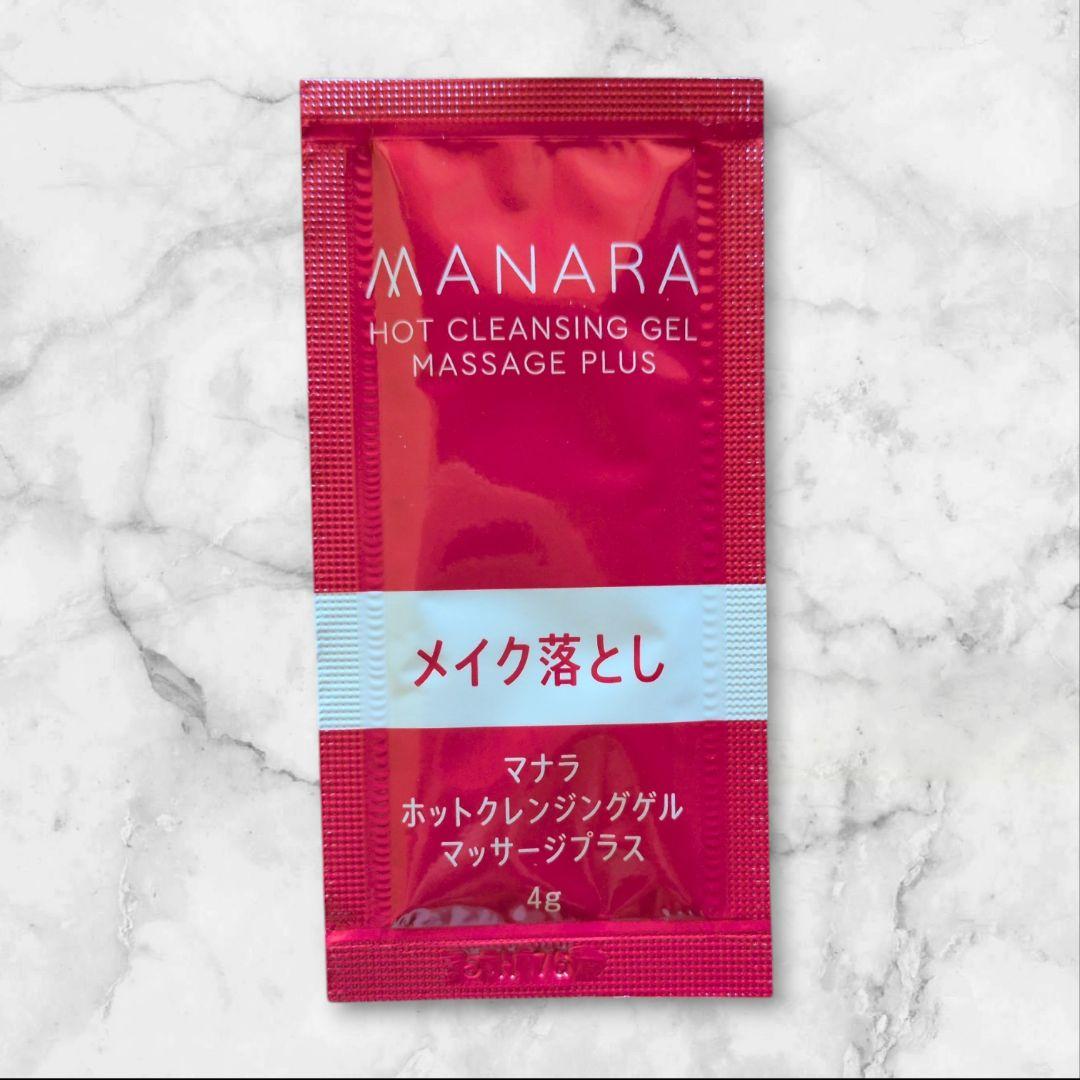 MANARA
HOT CLEANSING GEL
MASSAGE PLUS
メイク落とし
マナラ
ホットクレンジングゲル
マッサージプラス
4g